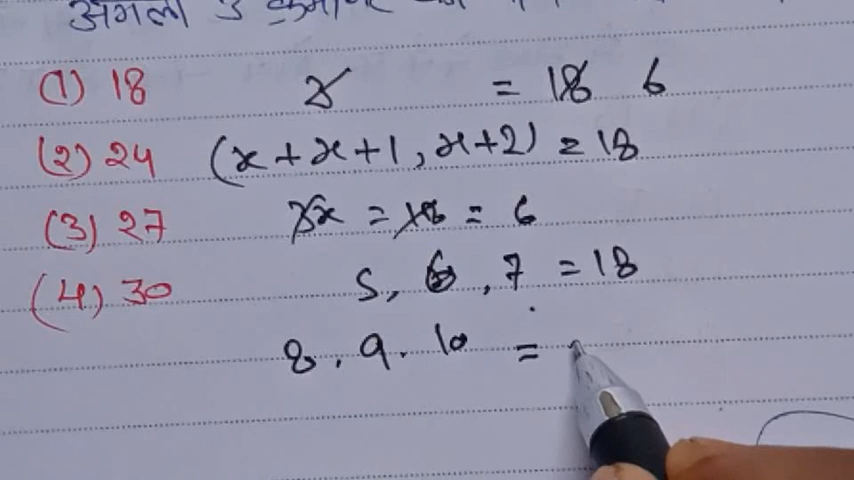 अगली 3 क्रमागत
(1) 18 3 = 18 6
(2) 24 (x+x+1, x+2) = 18
(3) 27 3x = 18 = 6
(4) 30 5, 6, 7 = 18
8, 9. 10 =